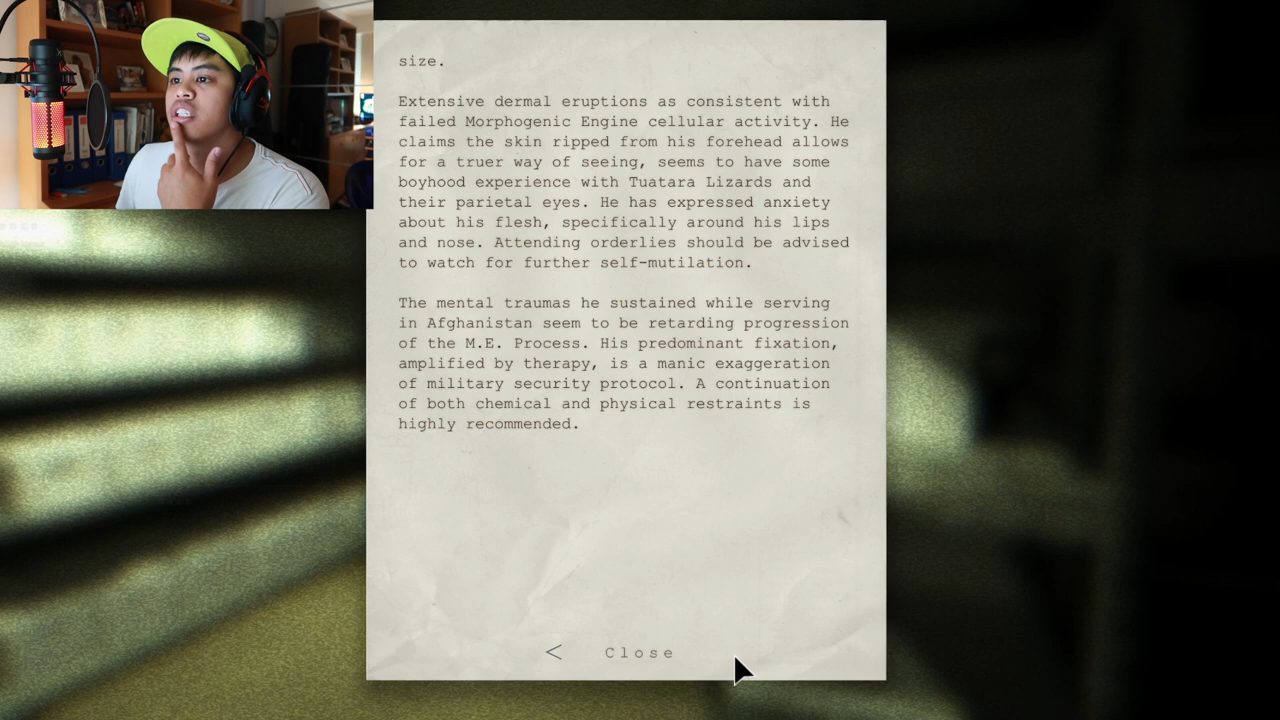 size.
Extensive dermal eruptions as consistent with
failed Morphogenic Engine cellular activity. He
claims the skin ripped from his forehead allows
for a truer way of seeing, seems to have some
boyhood experience with Tuatara Lizards and
their parietal eyes. He has expressed anxiety
about his flesh, specifically around his lips
and nose. Attending orderlies should be advised
to watch for further self-mutilation.
The mental traumas he sustained while serving
in Afghanistan seem to be retarding progression
of the M.E. Process. His predominant fixation,
amplified by therapy, is a manic exaggeration
of military security protocol. A continuation
of both chemical and physical restraints is
highly recommended.
< Close